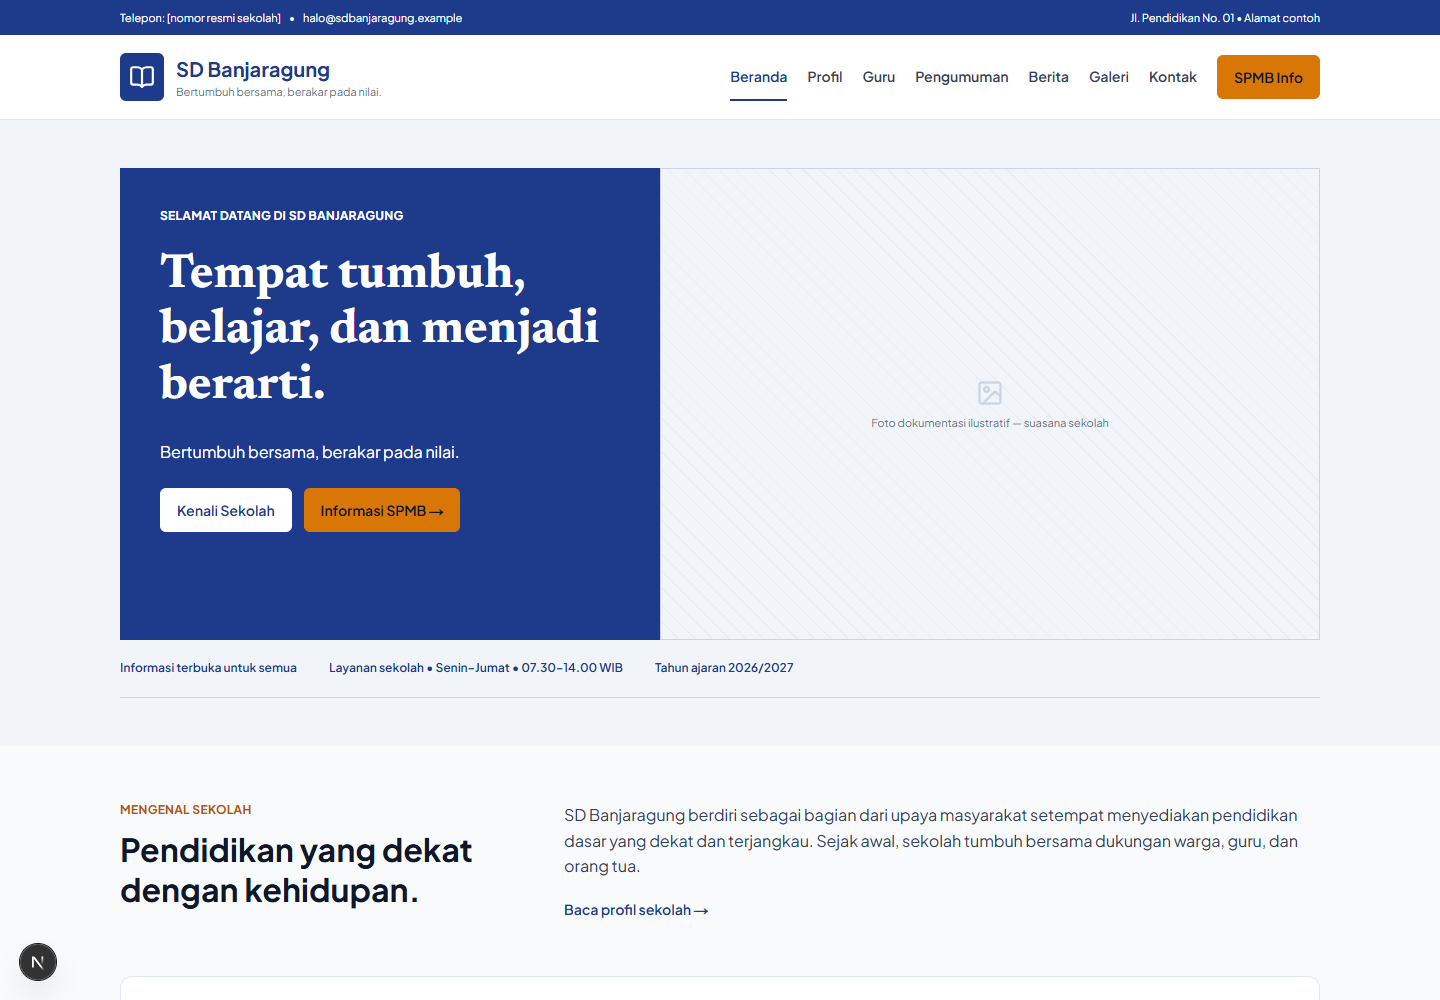 Telepon: [nomor resmi sekolah] • halo@sdbanjaragung.example
Jl. Pendidikan No. 01 • Alamat contoh
SD Banjaragung
Bertumbuh bersama, berakar pada nilai.
Beranda Profil Guru Pengumuman Berita Galeri Kontak SPMB Info
SELAMAT DATANG DI SD BANJARAGUNG
Tempat tumbuh,
belajar, dan menjadi
berarti.
Bertumbuh bersama, berakar pada nilai.
Kenali Sekolah Informasi SPMB →
Foto dokumentasi ilustratif — suasana sekolah
Informasi terbuka untuk semua Layanan sekolah • Senin–Jumat • 07.30–14.00 WIB Tahun ajaran 2026/2027
MENGENAL SEKOLAH
Pendidikan yang dekat
dengan kehidupan.
SD Banjaragung berdiri sebagai bagian dari upaya masyarakat setempat menyediakan pendidikan
dasar yang dekat dan terjangkau. Sejak awal, sekolah tumbuh bersama dukungan warga, guru, dan
orang tua.
Baca profil sekolah →
N